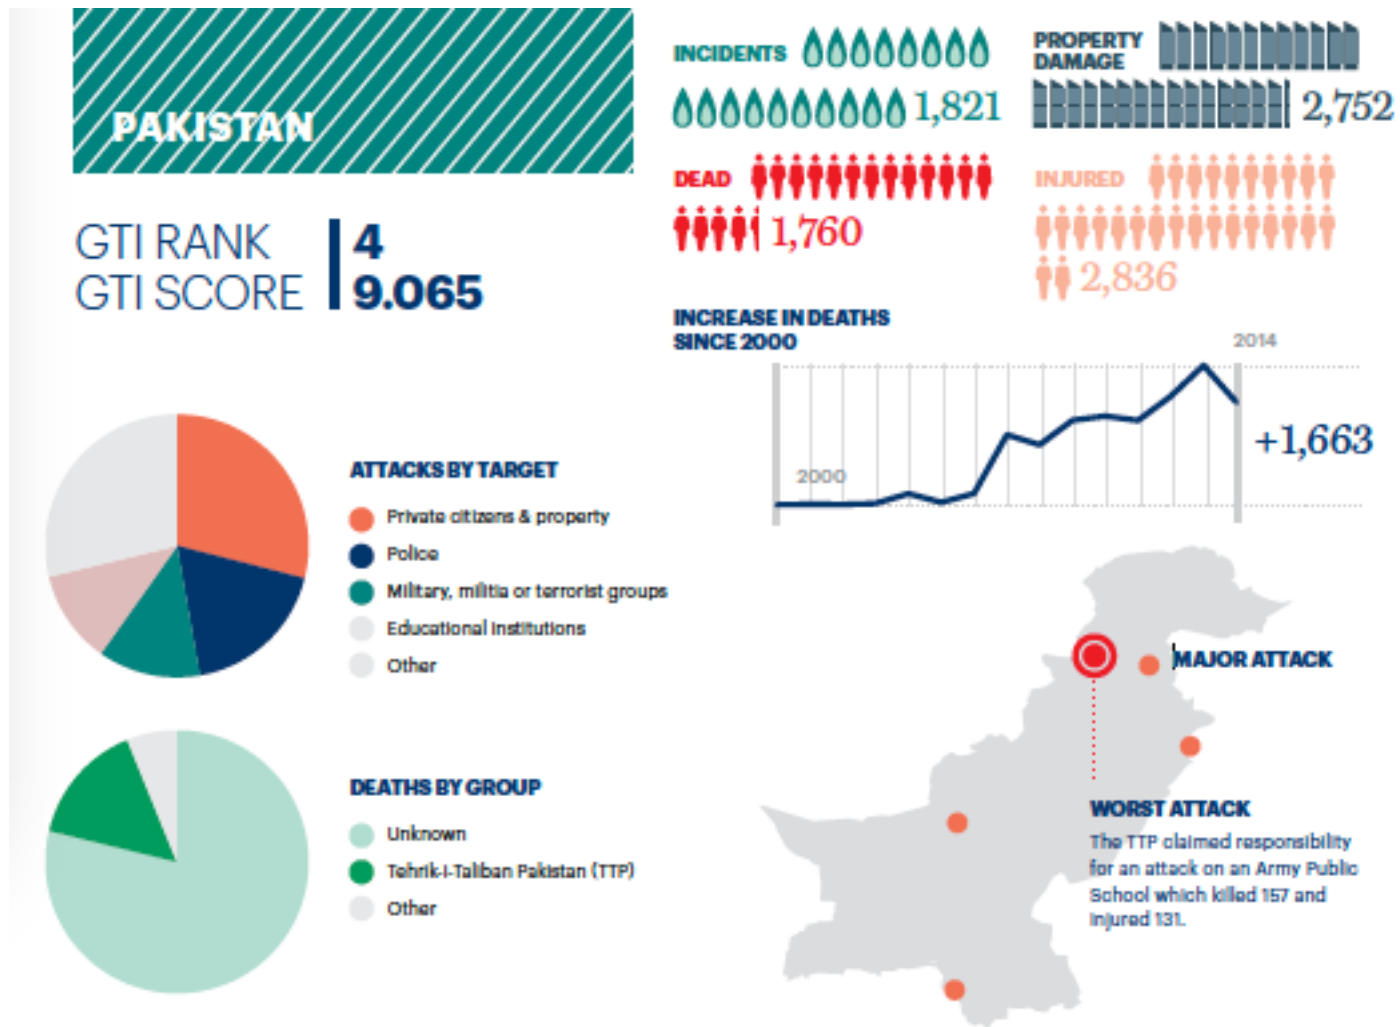 PAKISTAN
GTI RANK 4
GTI SCORE 9.065
INCIDENTS
1,821
PROPERTY
DAMAGE
2,752
DEAD
1,760
INJURED
2,836
INCREASE IN DEATHS
SINCE 2000
2014
2000
+1,663
ATTACKS BY TARGET
Private citizens & property
Police
Military, militia or terrorist groups
Educational institutions
Other
DEATHS BY GROUP
Unknown
Tehrik-i-Taliban Pakistan (TTP)
Other
MAJOR ATTACK
WORST ATTACK
The TTP claimed responsibility
for an attack on an Army Public
School which killed 157 and
injured 131.